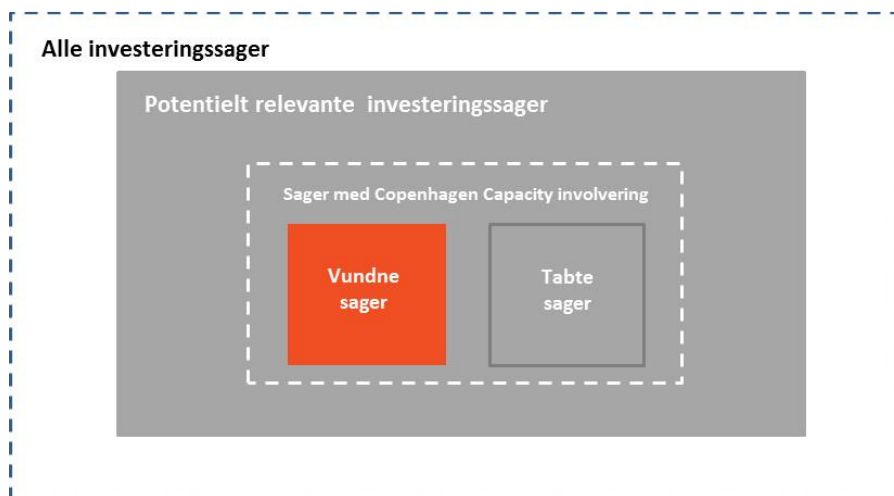 Alle investeringssager
Potentielt relevante investeringssager
Sager med Copenhagen Capacity involvering
Vundne
sager
Tabte
sager